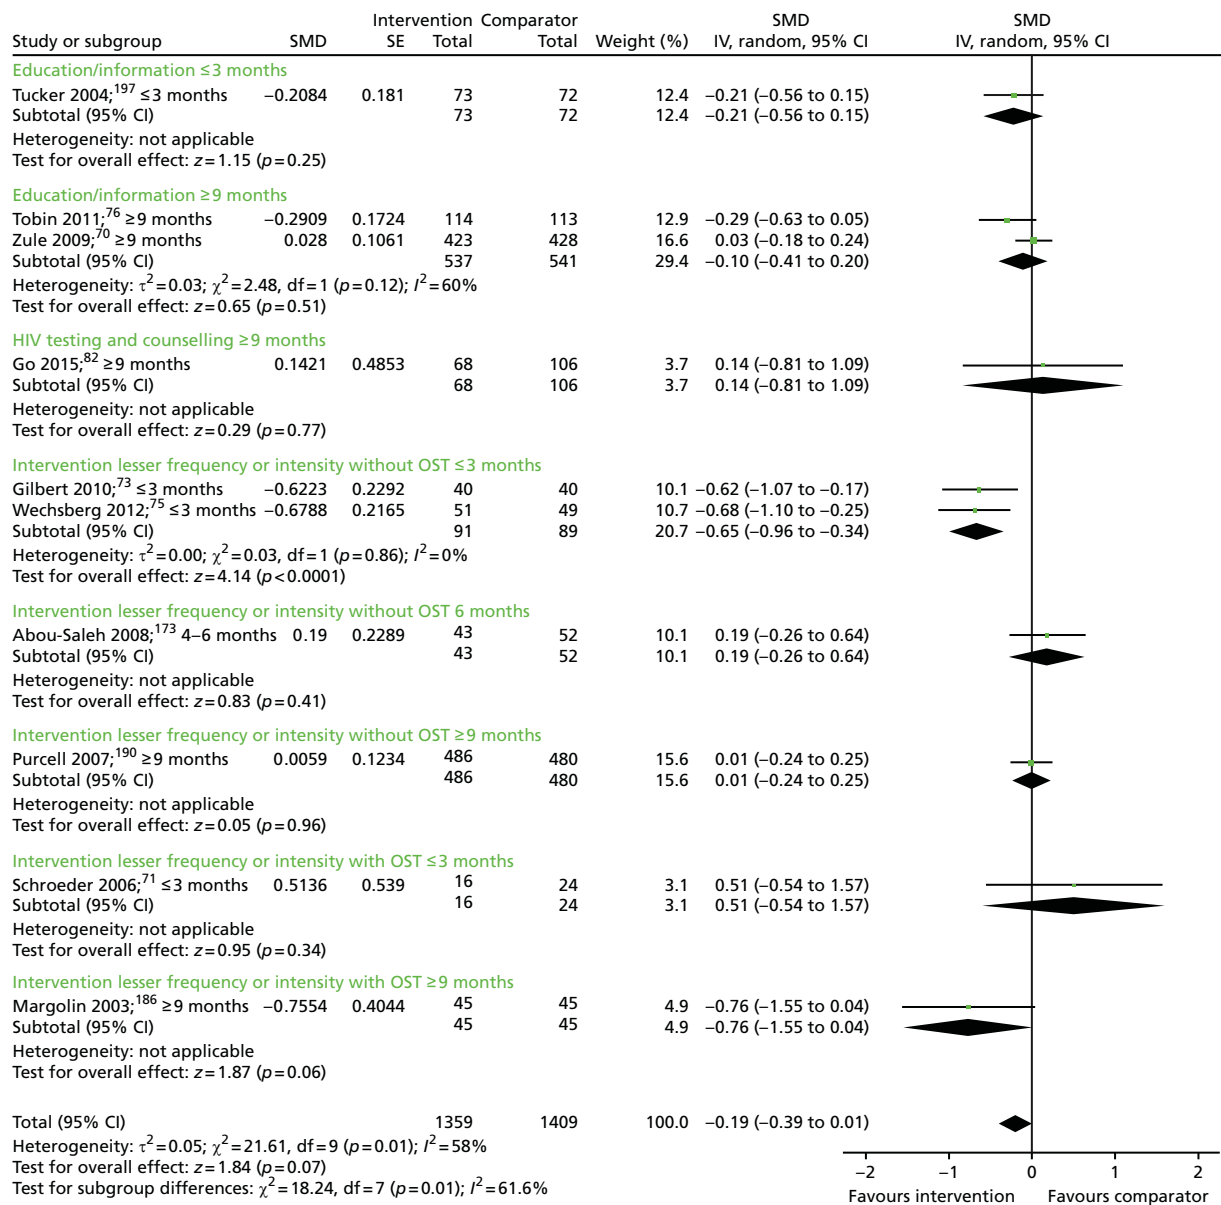 Intervention Comparator SMD SMD
Study or subgroup SMD SE Total Total Weight (%) IV, random, 95% CI IV, random, 95% CI
Education/information ≤3 months
Tucker 2004;197 ≤3 months −0.2084 0.181 73 72 12.4 −0.21 (−0.56 to 0.15)
Subtotal (95% CI) 73 72 12.4 −0.21 (−0.56 to 0.15)
Heterogeneity: not applicable
Test for overall effect: z=1.15 (p=0.25)
Education/information ≥9 months
Tobin 2011;76 ≥9 months −0.2909 0.1724 114 113 12.9 −0.29 (−0.63 to 0.05)
Zule 2009;70 ≥9 months 0.028 0.1061 423 428 16.6 0.03 (−0.18 to 0.24)
Subtotal (95% CI) 537 541 29.4 −0.10 (−0.41 to 0.20)
Heterogeneity: τ2=0.03; χ2=2.48, df=1 (p=0.12); I2=60%
Test for overall effect: z=0.65 (p=0.51)
HIV testing and counselling ≥9 months
Go 2015;82 ≥9 months 0.1421 0.4853 68 106 3.7 0.14 (−0.81 to 1.09)
Subtotal (95% CI) 68 106 3.7 0.14 (−0.81 to 1.09)
Heterogeneity: not applicable
Test for overall effect: z=0.29 (p=0.77)
Intervention lesser frequency or intensity without OST ≤3 months
Gilbert 2010;73 ≤3 months −0.6223 0.2292 40 40 10.1 −0.62 (−1.07 to −0.17)
Wechsberg 2012;75 ≤3 months −0.6788 0.2165 51 49 10.7 −0.68 (−1.10 to −0.25)
Subtotal (95% CI) 91 89 20.7 −0.65 (−0.96 to −0.34)
Heterogeneity: τ2=0.00; χ2=0.03, df=1 (p=0.86); I2=0%
Test for overall effect: z=4.14 (p<0.0001)
Intervention lesser frequency or intensity without OST 6 months
Abou-Saleh 2008;173 4–6 months 0.19 0.2289 43 52 10.1 0.19 (−0.26 to 0.64)
Subtotal (95% CI) 43 52 10.1 0.19 (−0.26 to 0.64)
Heterogeneity: not applicable
Test for overall effect: z=0.83 (p=0.41)
Intervention lesser frequency or intensity without OST ≥9 months
Purcell 2007;190 ≥9 months 0.0059 0.1234 486 480 15.6 0.01 (−0.24 to 0.25)
Subtotal (95% CI) 486 480 15.6 0.01 (−0.24 to 0.25)
Heterogeneity: not applicable
Test for overall effect: z=0.05 (p=0.96)
Intervention lesser frequency or intensity with OST ≤3 months
Schroeder 2006;71 ≤3 months 0.5136 0.539 16 24 3.1 0.51 (−0.54 to 1.57)
Subtotal (95% CI) 16 24 3.1 0.51 (−0.54 to 1.57)
Heterogeneity: not applicable
Test for overall effect: z=0.95 (p=0.34)
Intervention lesser frequency or intensity with OST ≥9 months
Margolin 2003;186 ≥9 months −0.7554 0.4044 45 45 4.9 −0.76 (−1.55 to 0.04)
Subtotal (95% CI) 45 45 4.9 −0.76 (−1.55 to 0.04)
Heterogeneity: not applicable
Test for overall effect: z=1.87 (p=0.06)
Total (95% CI) 1359 1409 100.0 −0.19 (−0.39 to 0.01)
Heterogeneity: τ2=0.05; χ2=21.61, df=9 (p=0.01); I2=58%
Test for overall effect: z=1.84 (p=0.07)
Test for subgroup differences: χ2=18.24, df=7 (p=0.01); I2=61.6%
−2 −1 0 1 2
Favours intervention Favours comparator